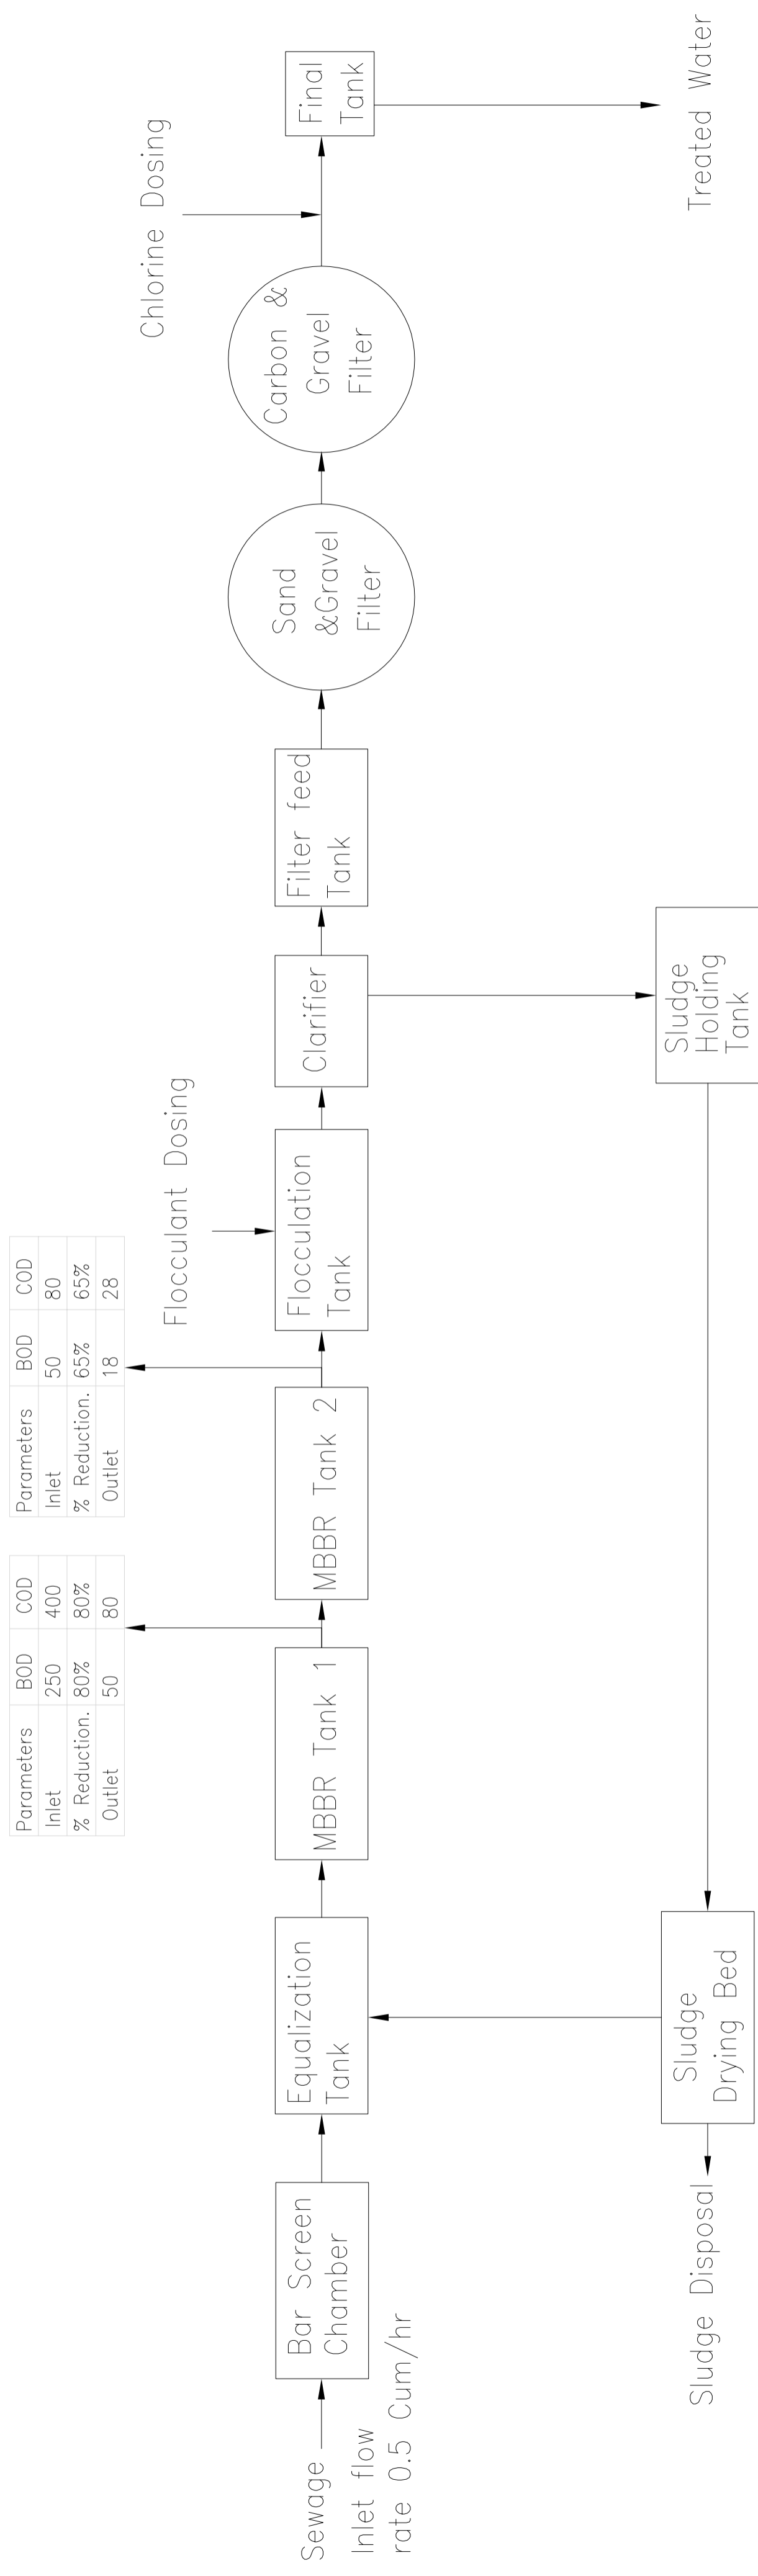 Sewage
Inlet flow
rate 0.5 Cum/hr
Bar Screen
Chamber
Equalization
Tank
MBBR Tank 1
Parameters BOD COD
Inlet 250 400
% Reduction. 80% 80%
Outlet 50 80
MBBR Tank 2
Parameters BOD COD
Inlet 50 80
% Reduction. 65% 65%
Outlet 18 28
Flocculant Dosing
Flocculation
Tank
Clarifier
Filter feed
Tank
Sand
&Gravel
Filter
Carbon &
Gravel
Filter
Chlorine Dosing
Final
Tank
Treated Water
Sludge
Holding
Tank
Sludge
Drying Bed
Sludge Disposal